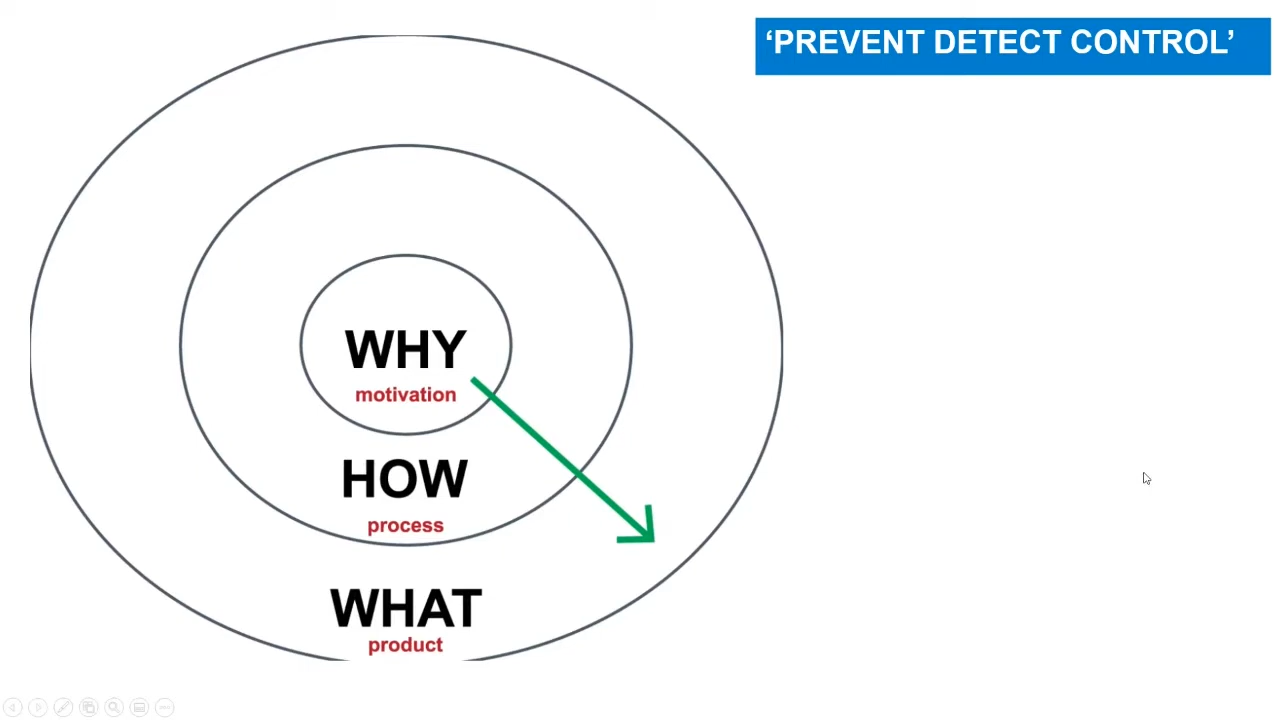 ‘PREVENT DETECT CONTROL’
WHY
motivation
HOW
process
WHAT
product